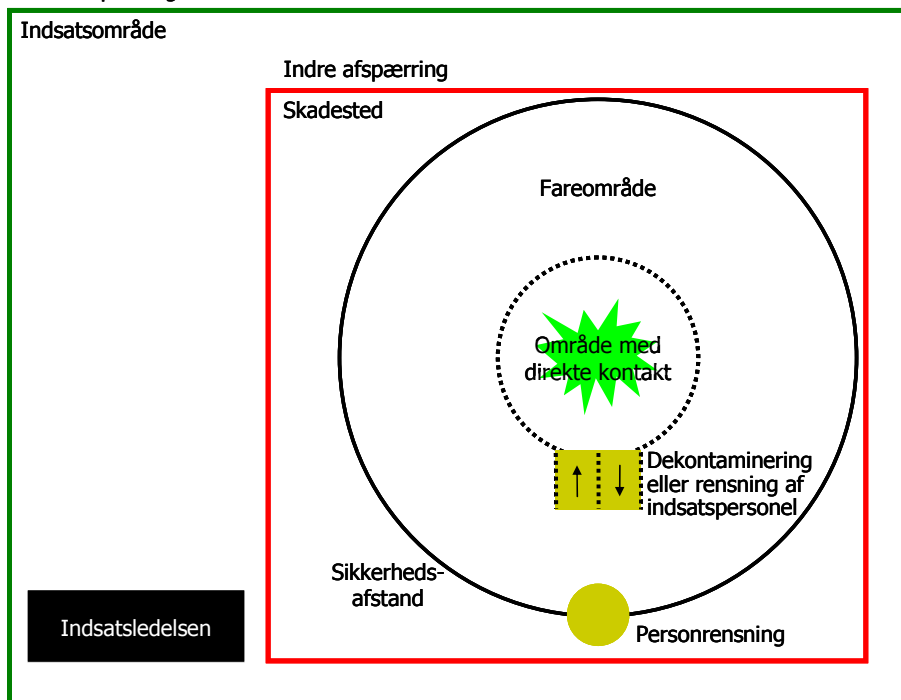 Indsatsområde
Indre afspærring
Skadested
Fareområde
Område med
direkte kontakt
Dekontaminering
eller rensning af
indsatspersonel
Sikkerheds-
afstand
Indsatsledelsen
Personrensning